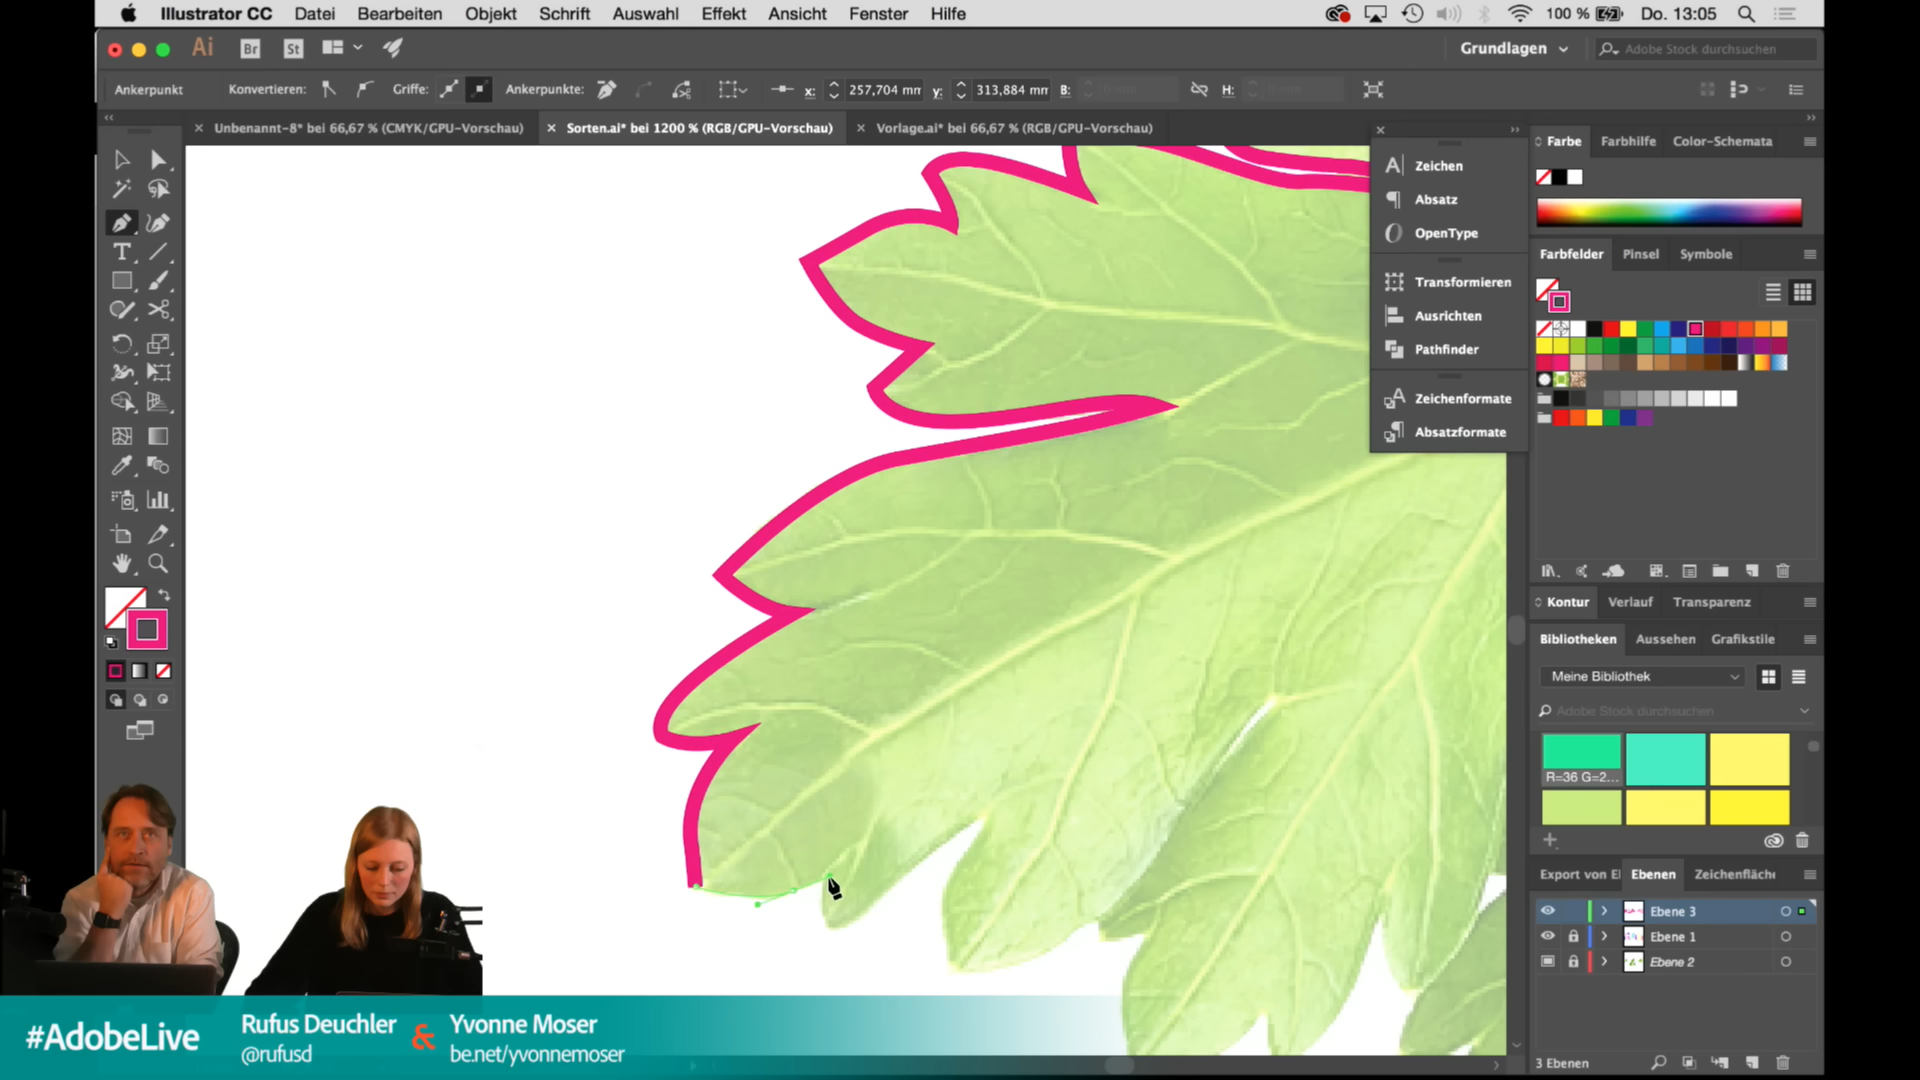 Illustrator CC Datei Bearbeiten Objekt Schrift Auswahl Effekt Ansicht Fenster Hilfe 100 % Do. 13:05
Ai Br St Grundlagen Adobe Stock durchsuchen
Ankerpunkt Konvertieren: Griffe: Ankerpunkte: x: 257,704 mm y: 313,884 mm B: H:
Unbenannt-8* bei 66,67 % (CMYK/GPU-Vorschau) Sorten.ai* bei 1200 % (RGB/GPU-Vorschau) Vorlage.ai* bei 66,67 % (RGB/GPU-Vorschau)
Zeichen
Absatz
OpenType
Transformieren
Ausrichten
Pathfinder
Zeichenformate
Absatzformate
Farbe Farbhilfe Color-Schemata
Farbfelder Pinsel Symbole
Kontur Verlauf Transparenz
Bibliotheken Aussehen Grafikstile
Meine Bibliothek
Adobe Stock durchsuchen
R=36 G=2...
Export von El Ebenen Zeichenfläche
Ebene 3
Ebene 1
Ebene 2
3 Ebenen
#AdobeLive
Rufus Deuchler
@rufusd
&
Yvonne Moser
be.net/yvonnemoser